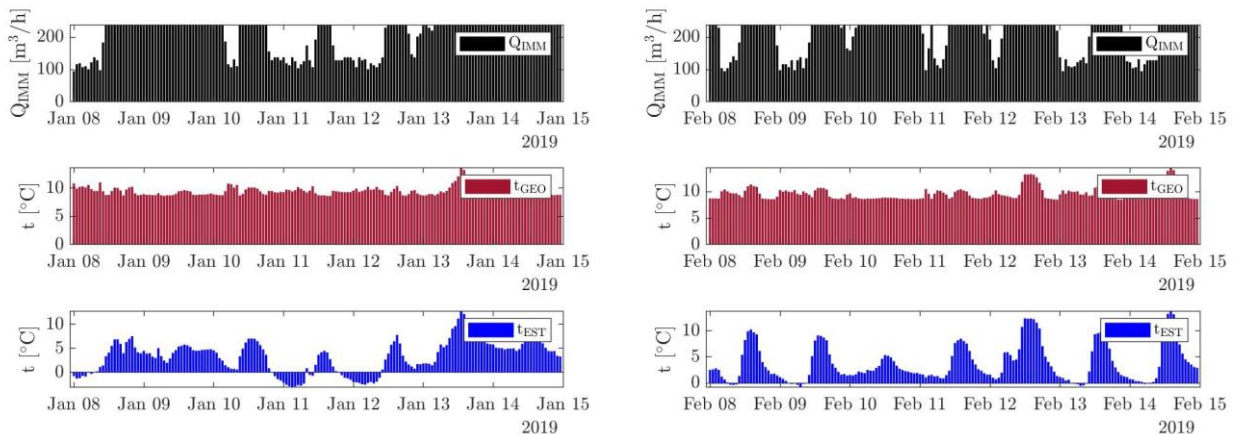 Q_IMM [m³/h]
200
100
0
Q_IMM
Jan 08 Jan 09 Jan 10 Jan 11 Jan 12 Jan 13 Jan 14 Jan 15
2019
t [°C]
10
5
0
t_GEO
Jan 08 Jan 09 Jan 10 Jan 11 Jan 12 Jan 13 Jan 14 Jan 15
2019
t [°C]
10
5
0
t_EST
Jan 08 Jan 09 Jan 10 Jan 11 Jan 12 Jan 13 Jan 14 Jan 15
2019
Q_IMM [m³/h]
200
100
0
Q_IMM
Feb 08 Feb 09 Feb 10 Feb 11 Feb 12 Feb 13 Feb 14 Feb 15
2019
t [°C]
10
5
0
t_GEO
Feb 08 Feb 09 Feb 10 Feb 11 Feb 12 Feb 13 Feb 14 Feb 15
2019
t [°C]
10
5
0
t_EST
Feb 08 Feb 09 Feb 10 Feb 11 Feb 12 Feb 13 Feb 14 Feb 15
2019